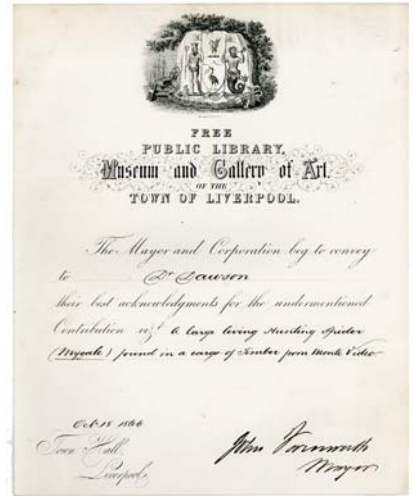 FREE
PUBLIC LIBRARY,
Museum and Gallery of Art.
OF THE
TOWN OF LIVERPOOL.
The Mayor and Corporation beg to convey
to Dr Dawson
their best acknowledgments for the undermentioned
Contribution vizt A large living Hunting Spider
(Mygale) found in a cargo of Timber from Monte Video
Oct 18 1866
Town Hall,
Liverpool,
John Farnworth
Mayor